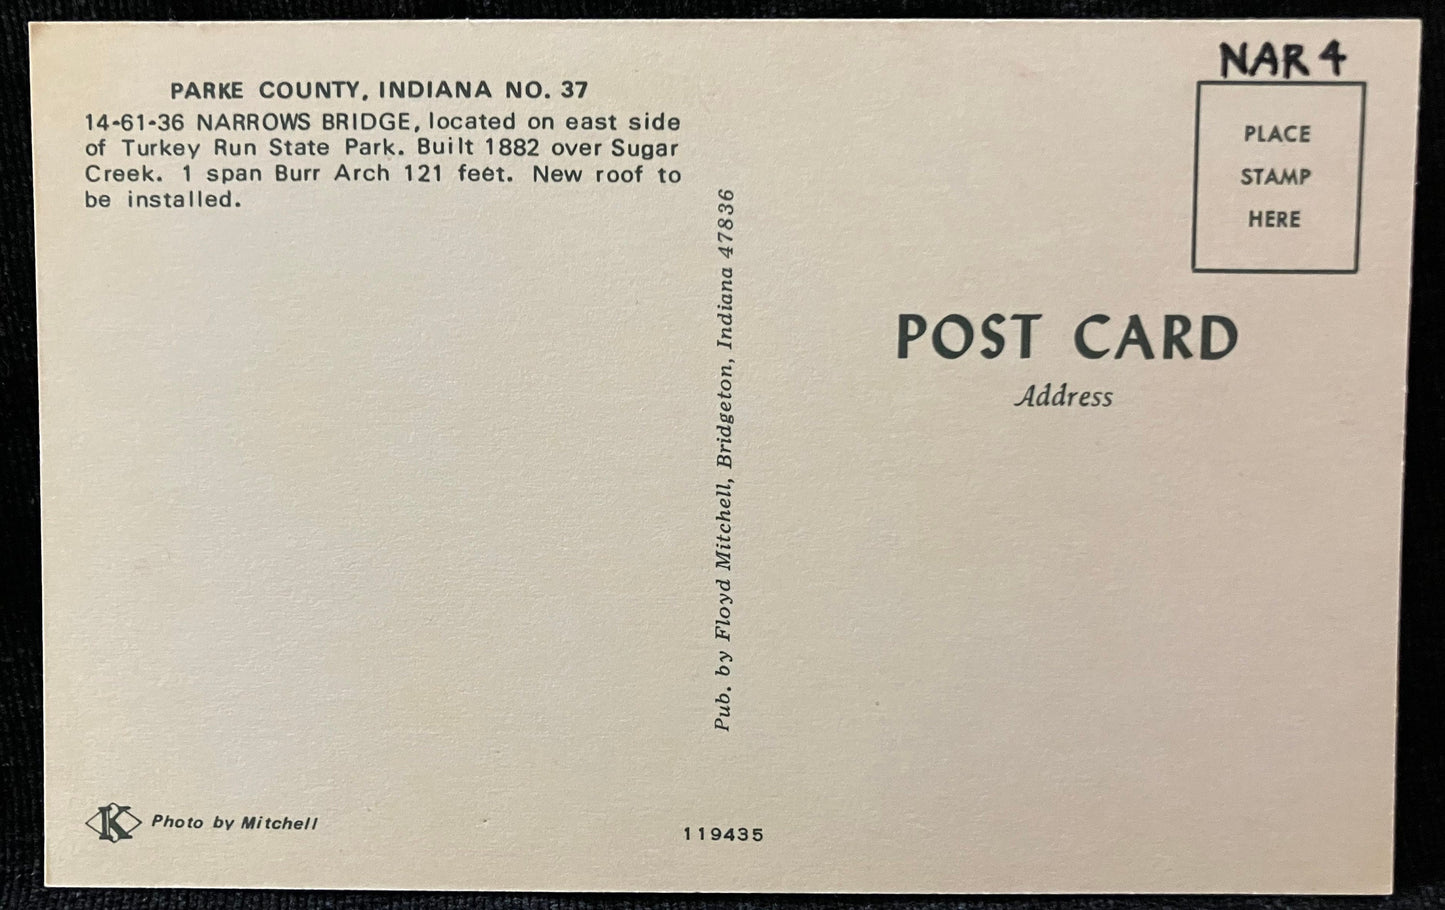 PARKE COUNTY, INDIANA NO. 37
14-61-36 NARROWS BRIDGE, located on east side
of Turkey Run State Park. Built 1882 over Sugar
Creek. 1 span Burr Arch 121 feet. New roof to
be installed.
K Photo by Mitchell
Pub. by Floyd Mitchell, Bridgeton, Indiana 47836
119435
NAR 4
PLACE
STAMP
HERE
POST CARD
Address